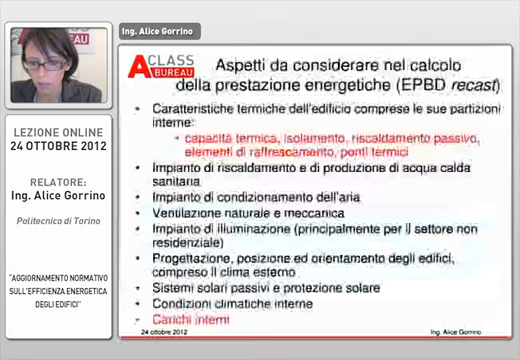 Ing. Alice Gorrino
A CLASS
BUREAU
Aspetti da considerare nel calcolo
della prestazione energetiche (EPBD recast)
• Caratteristiche termiche dell'edificio comprese le sue partizioni
interne:
• capacità termica, isolamento, riscaldamento passivo,
elementi di raffrescamento, ponti termici
• Impianto di riscaldamento e di produzione di acqua calda
sanitaria
• Impianto di condizionamento dell'aria
• Ventilazione naturale e meccanica
• Impianto di illuminazione (principalmente per il settore non
residenziale)
• Progettazione, posizione ed orientamento degli edifici,
compreso il clima esterno
• Sistemi solari passivi e protezione solare
• Condizioni climatiche interne
• Carichi interni
24 ottobre 2012
Ing. Alice Gorrino
LEZIONE ONLINE
24 OTTOBRE 2012
RELATORE:
Ing. Alice Gorrino
Politecnico di Torino
"AGGIORNAMENTO NORMATIVO
SULL'EFFICIENZA ENERGETICA
DEGLI EDIFICI"